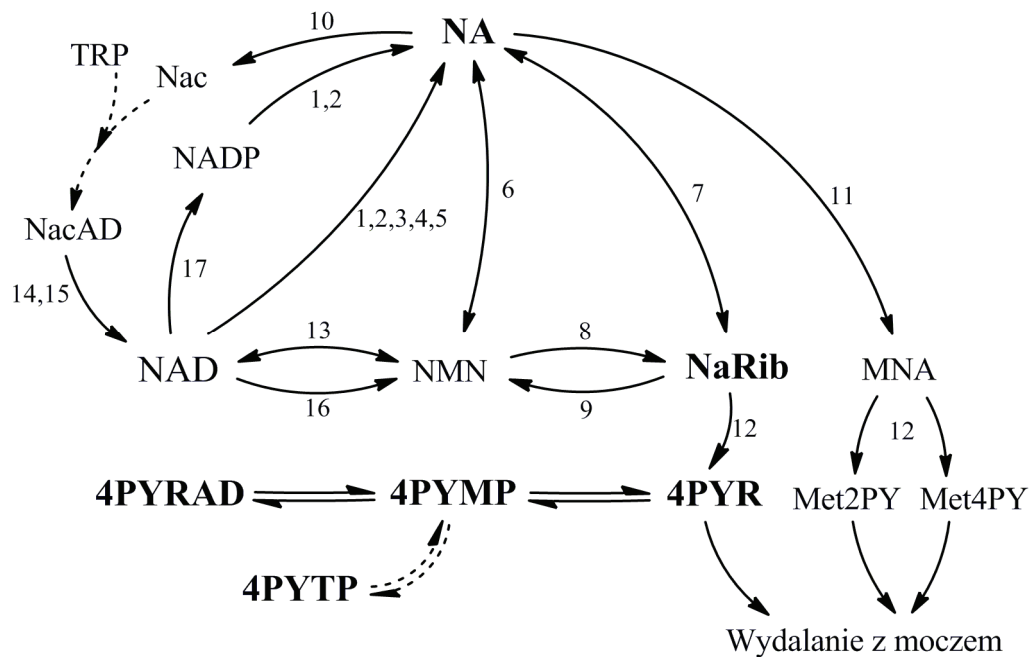 10
NA
TRP
Nac
1,2
NADP
6
7
11
NacAD
1,2,3,4,5
17
14,15
13
8
NAD
NMN
NaRib
MNA
16
9
12
12
4PYRAD
4PYMP
4PYR
Met2PY
Met4PY
4PYTP
Wydalanie z moczem